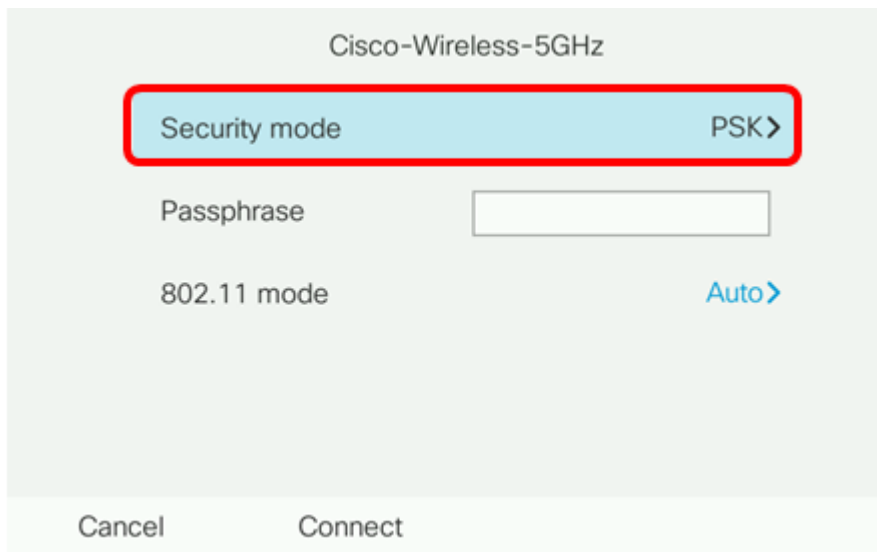 Cisco-Wireless-5GHz
Security mode PSK>
Passphrase
802.11 mode Auto>
Cancel Connect